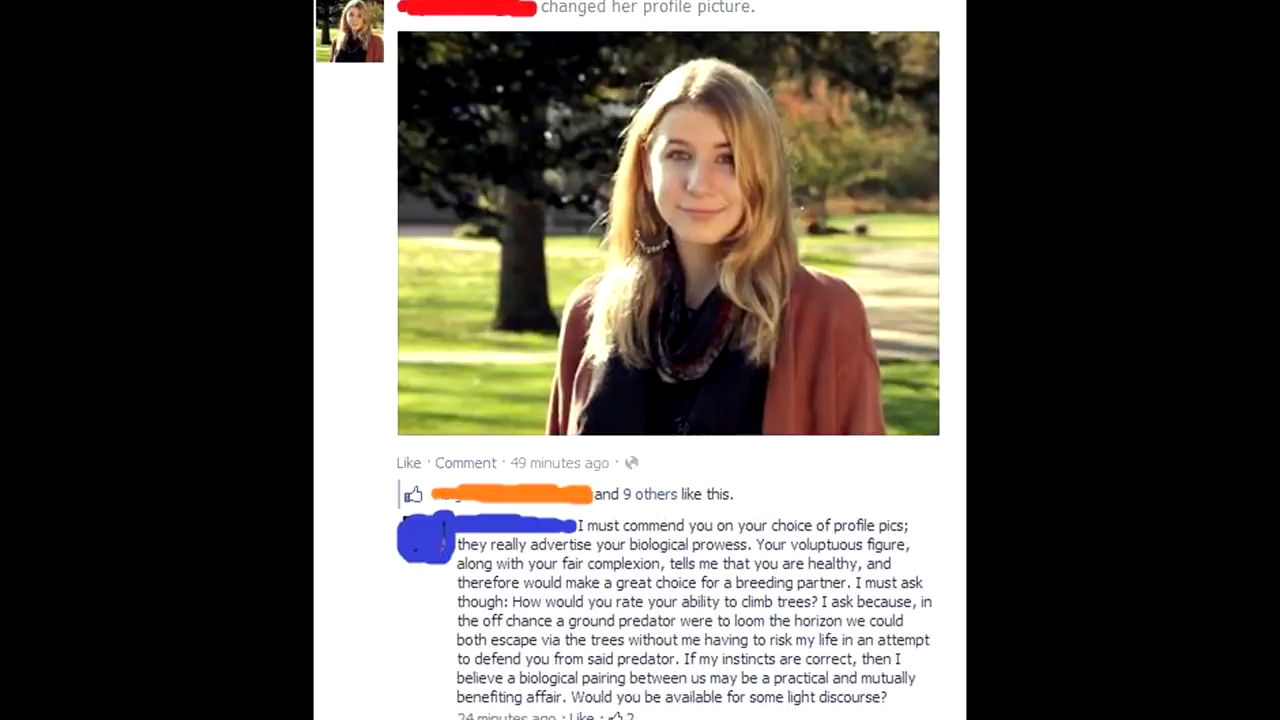 changed her profile picture.
Like · Comment · 49 minutes ago ·
and 9 others like this.
I must commend you on your choice of profile pics;
they really advertise your biological prowess. Your voluptuous figure,
along with your fair complexion, tells me that you are healthy, and
therefore would make a great choice for a breeding partner. I must ask
though: How would you rate your ability to climb trees? I ask because, in
the off chance a ground predator were to loom the horizon we could
both escape via the trees without me having to risk my life in an attempt
to defend you from said predator. If my instincts are correct, then I
believe a biological pairing between us may be a practical and mutually
benefiting affair. Would you be available for some light discourse?
24 minutes ago · Like · 2